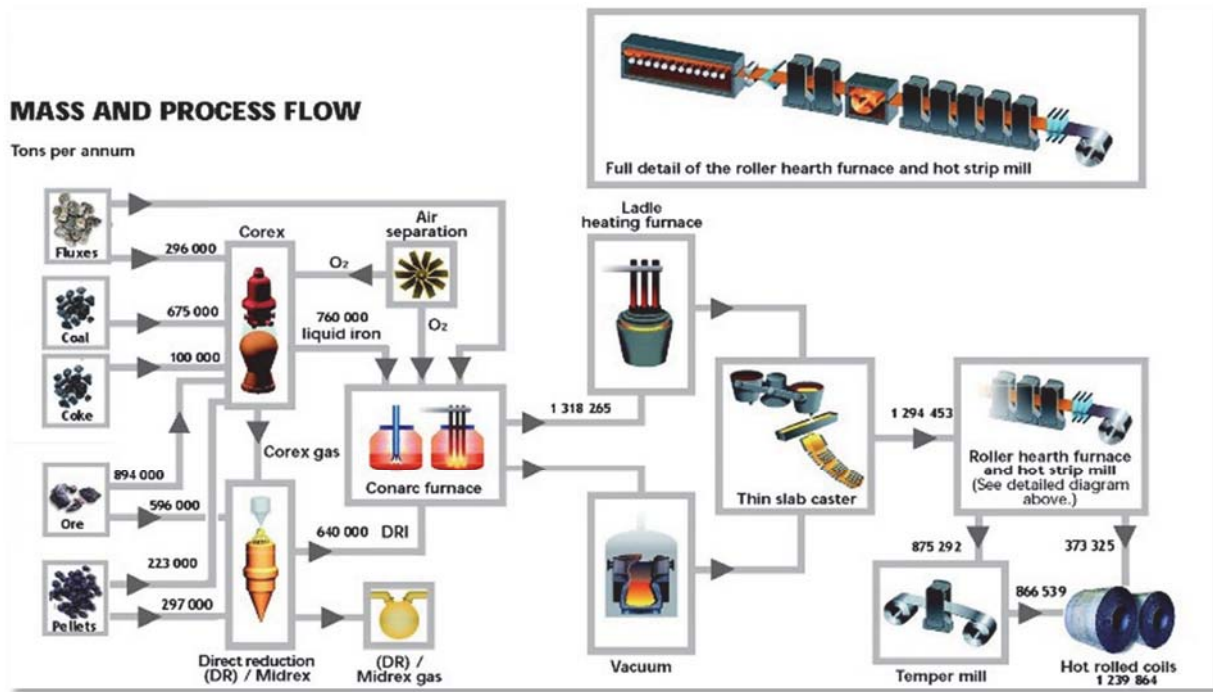 MASS AND PROCESS FLOW
Tons per annum
Full detail of the roller hearth furnace and hot strip mill
Fluxes
296 000
Coal
675 000
Coke
100 000
Ore
894 000
596 000
Pellets
223 000
297 000
Corex
Air
separation
O₂
O₂
760 000
liquid iron
Corex gas
Conarc furnace
640 000 DRI
Direct reduction
(DR) / Midrex
(DR) /
Midrex gas
1 318 265
Ladle
heating furnace
Vacuum
Thin slab caster
1 294 453
Roller hearth furnace
and hot strip mill
(See detailed diagram
above.)
875 292
373 325
Temper mill
866 539
Hot rolled coils
1 239 864